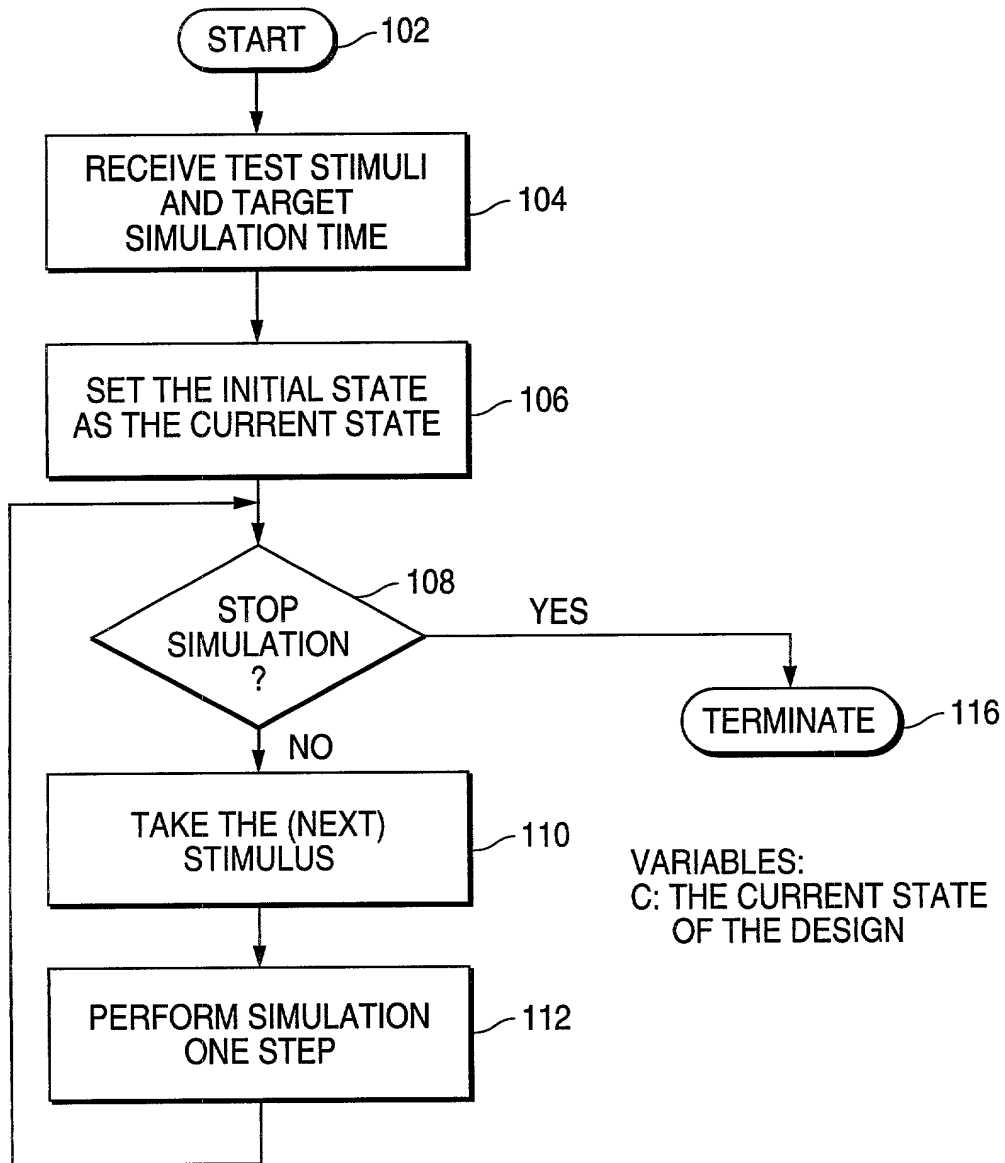 START
102
RECEIVE TEST STIMULI
AND TARGET
SIMULATION TIME
104
SET THE INITIAL STATE
AS THE CURRENT STATE
106
STOP
SIMULATION
?
108
YES
TERMINATE
116
NO
TAKE THE (NEXT)
STIMULUS
110
VARIABLES:
C: THE CURRENT STATE
OF THE DESIGN
PERFORM SIMULATION
ONE STEP
112